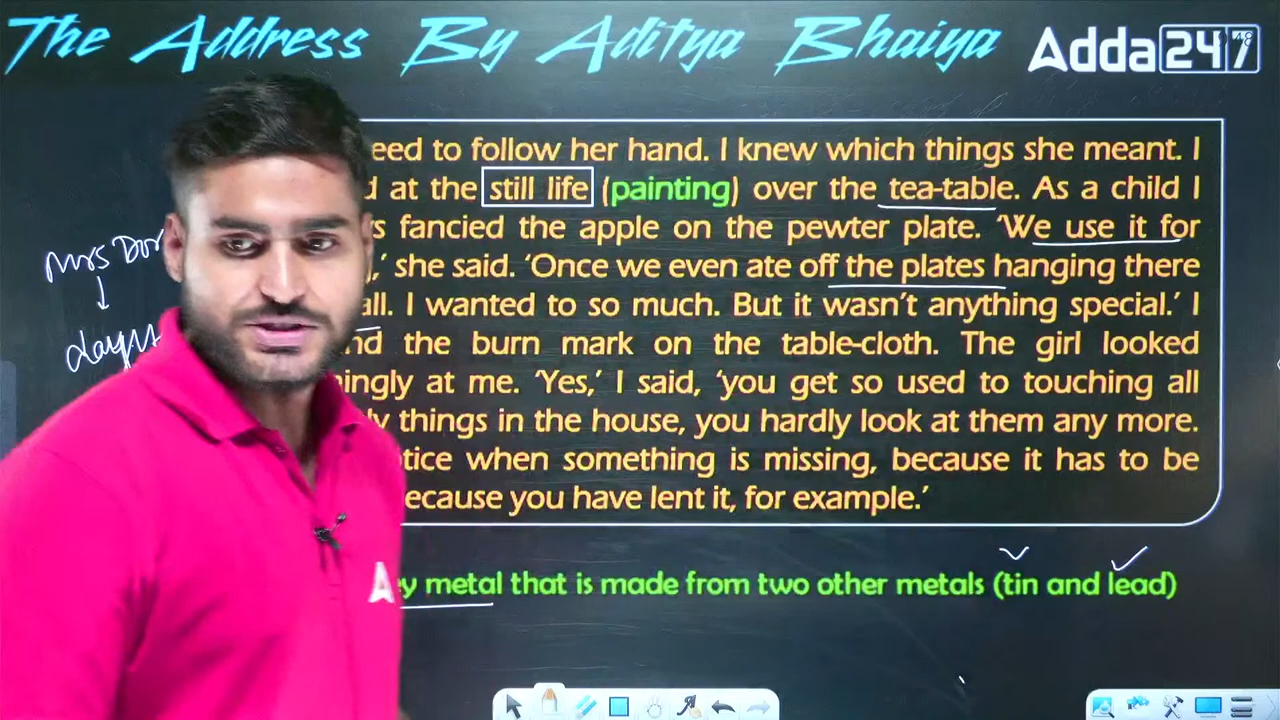 The Address By Aditya Bhaiya
Adda247
eed to follow her hand. I knew which things she meant. I
d at the still life (painting) over the tea-table. As a child I
s fancied the apple on the pewter plate. ‘We use it for
,’ she said. ‘Once we even ate off the plates hanging there
all. I wanted to so much. But it wasn’t anything special.’ I
nd the burn mark on the table-cloth. The girl looked
ingly at me. ‘Yes,’ I said, ‘you get so used to touching all
ly things in the house, you hardly look at them any more.
tice when something is missing, because it has to be
ecause you have lent it, for example.’
Mrs Dor
ey metal that is made from two other metals (tin and lead)
A